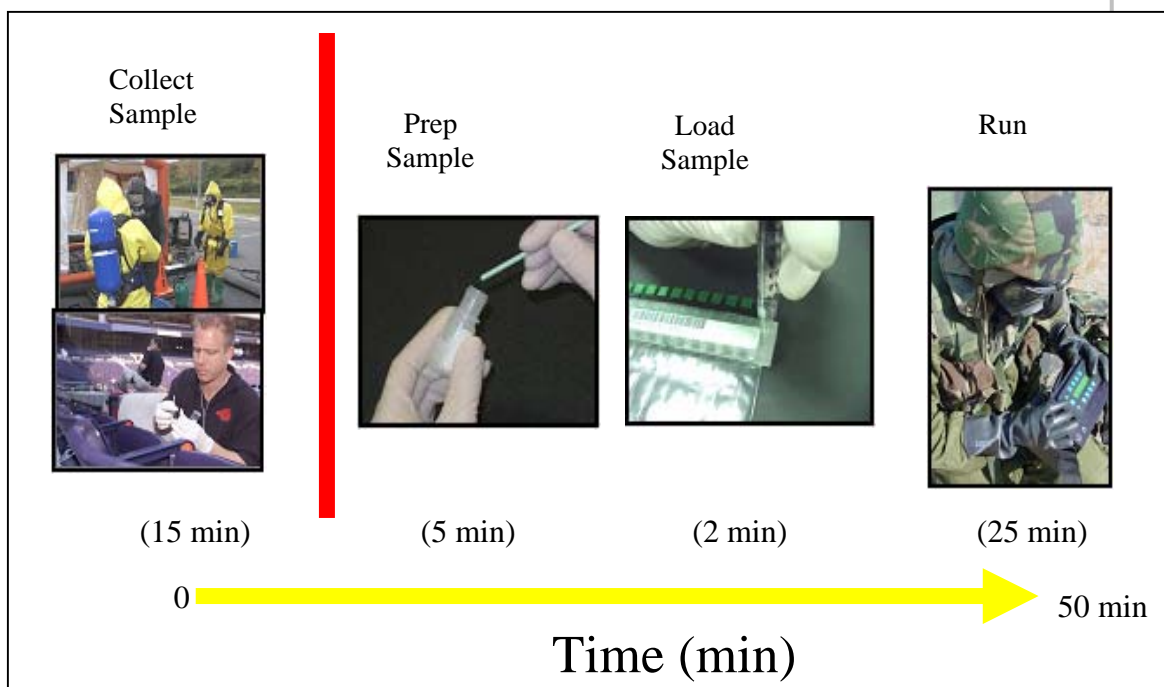 Collect
Sample
Prep
Sample
Load
Sample
Run
(15 min)
(5 min)
(2 min)
(25 min)
0
50 min
Time (min)